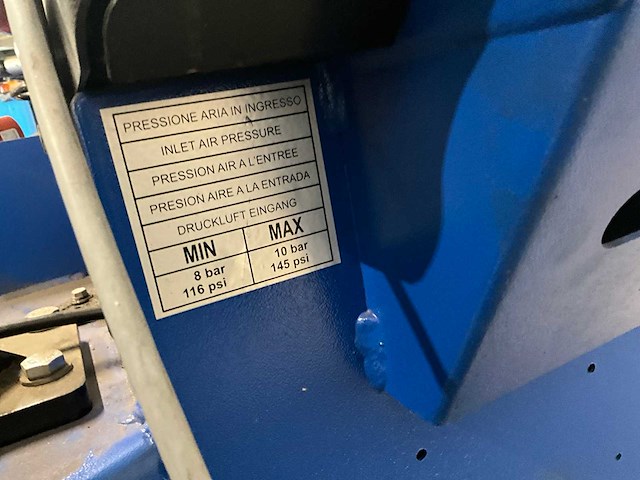 PRESSIONE ARIA IN INGRESSO
INLET AIR PRESSURE
PRESSION AIR A L'ENTREE
PRESION AIRE A LA ENTRADA
DRUCKLUFT EINGANG
MIN MAX
8 bar 10 bar
116 psi 145 psi